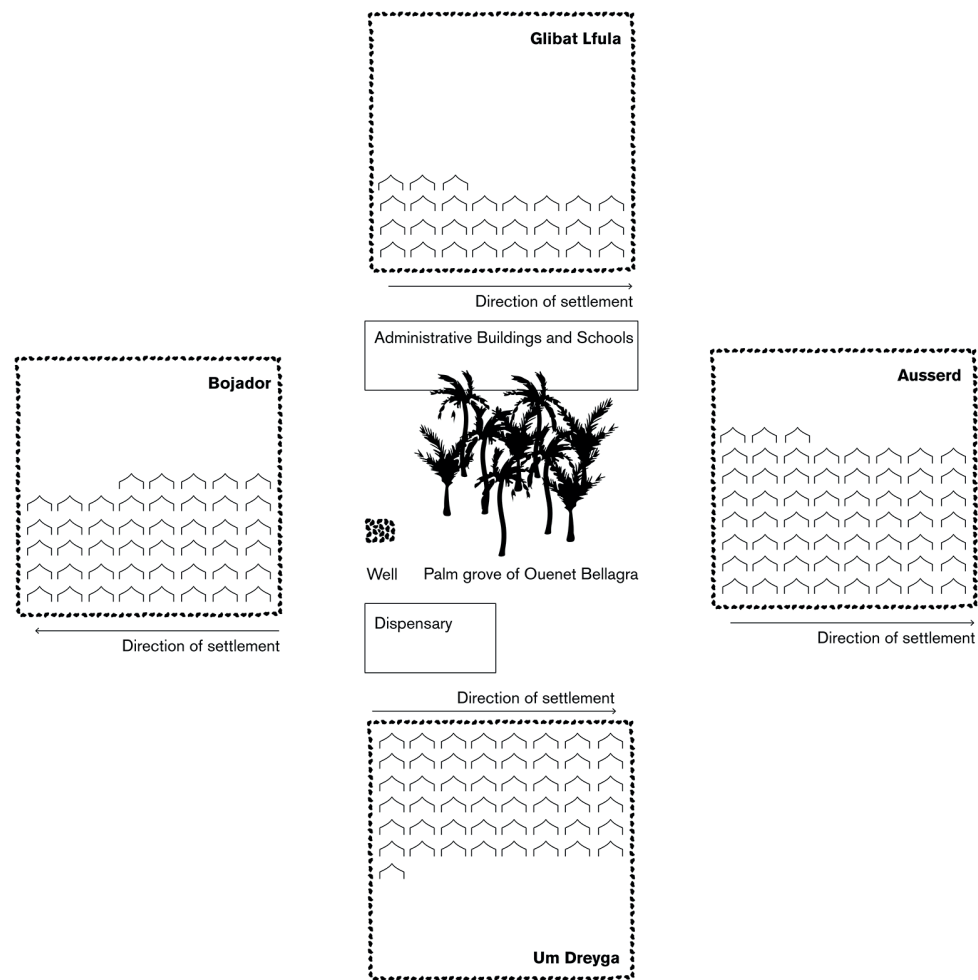 Glibat Lfula
Direction of settlement
Administrative Buildings and Schools
Bojador
Direction of settlement
Well
Palm grove of Ouenet Bellagra
Ausserd
Direction of settlement
Dispensary
Direction of settlement
Um Dreyga